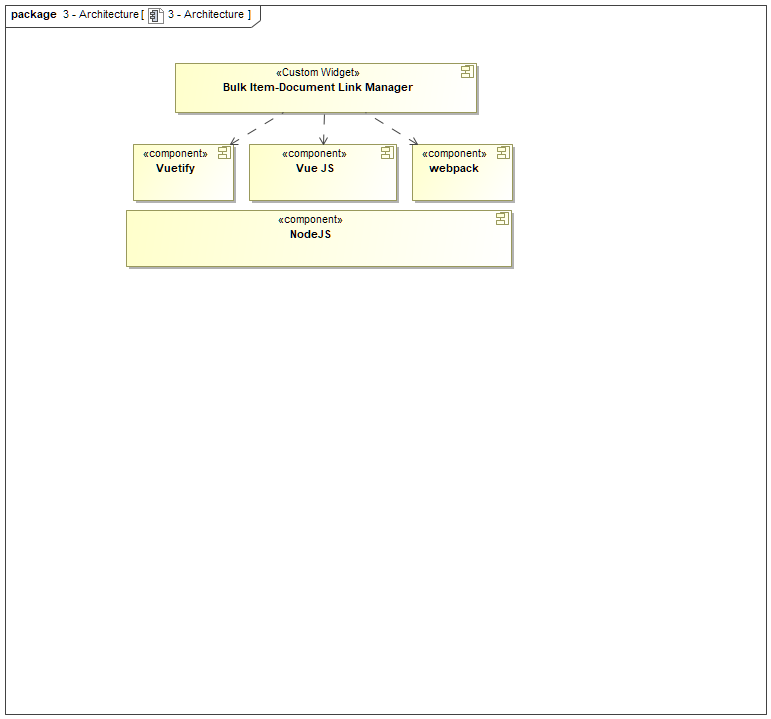 package 3 - Architecture [ 3 - Architecture ]
«Custom Widget»
Bulk Item-Document Link Manager
«component»
Vuetify
«component»
Vue JS
«component»
webpack
«component»
NodeJS